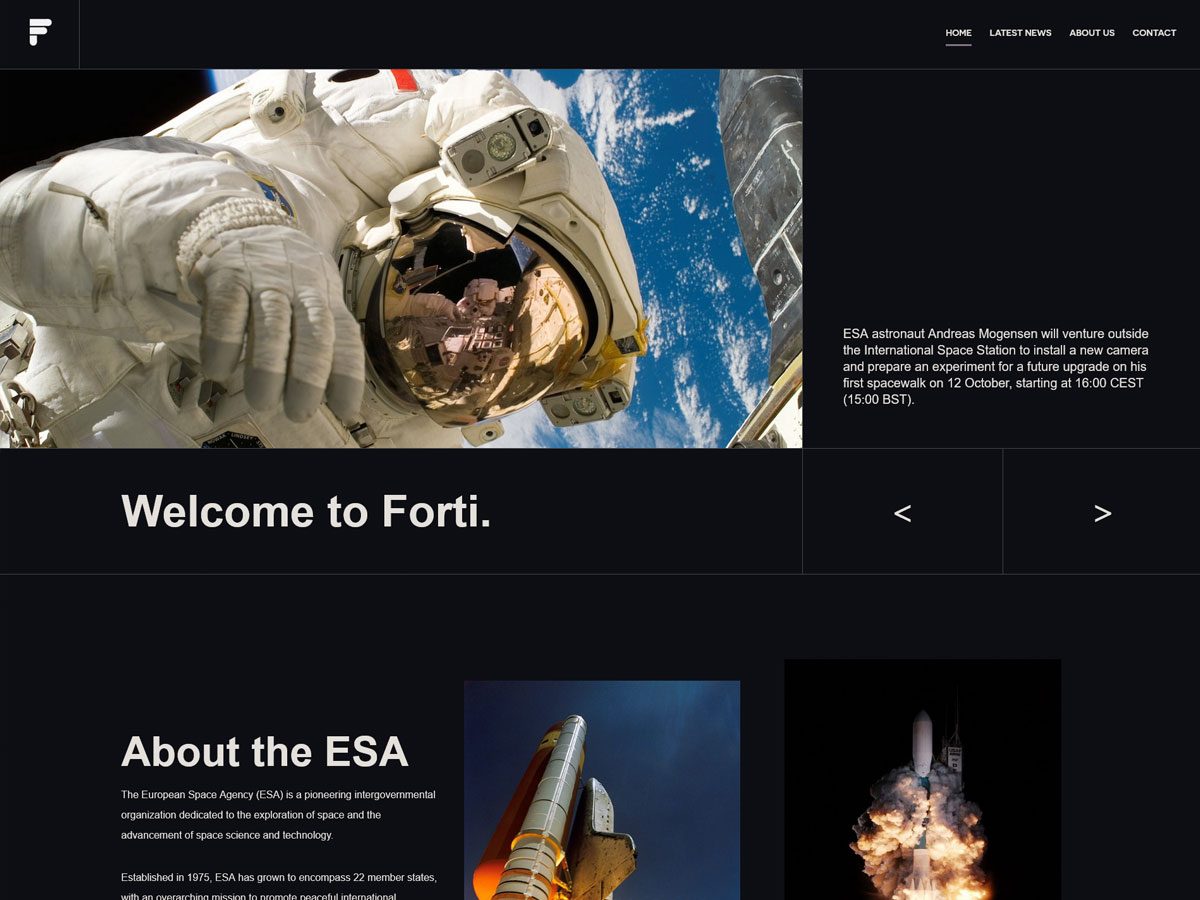 F
HOME LATEST NEWS ABOUT US CONTACT
ESA astronaut Andreas Mogensen will venture outside
the International Space Station to install a new camera
and prepare an experiment for a future upgrade on his
first spacewalk on 12 October, starting at 16:00 CEST
(15:00 BST).
Welcome to Forti.
< >
About the ESA
The European Space Agency (ESA) is a pioneering intergovernmental
organization dedicated to the exploration of space and the
advancement of space science and technology.
Established in 1975, ESA has grown to encompass 22 member states,
with an overarching mission to promote peaceful international